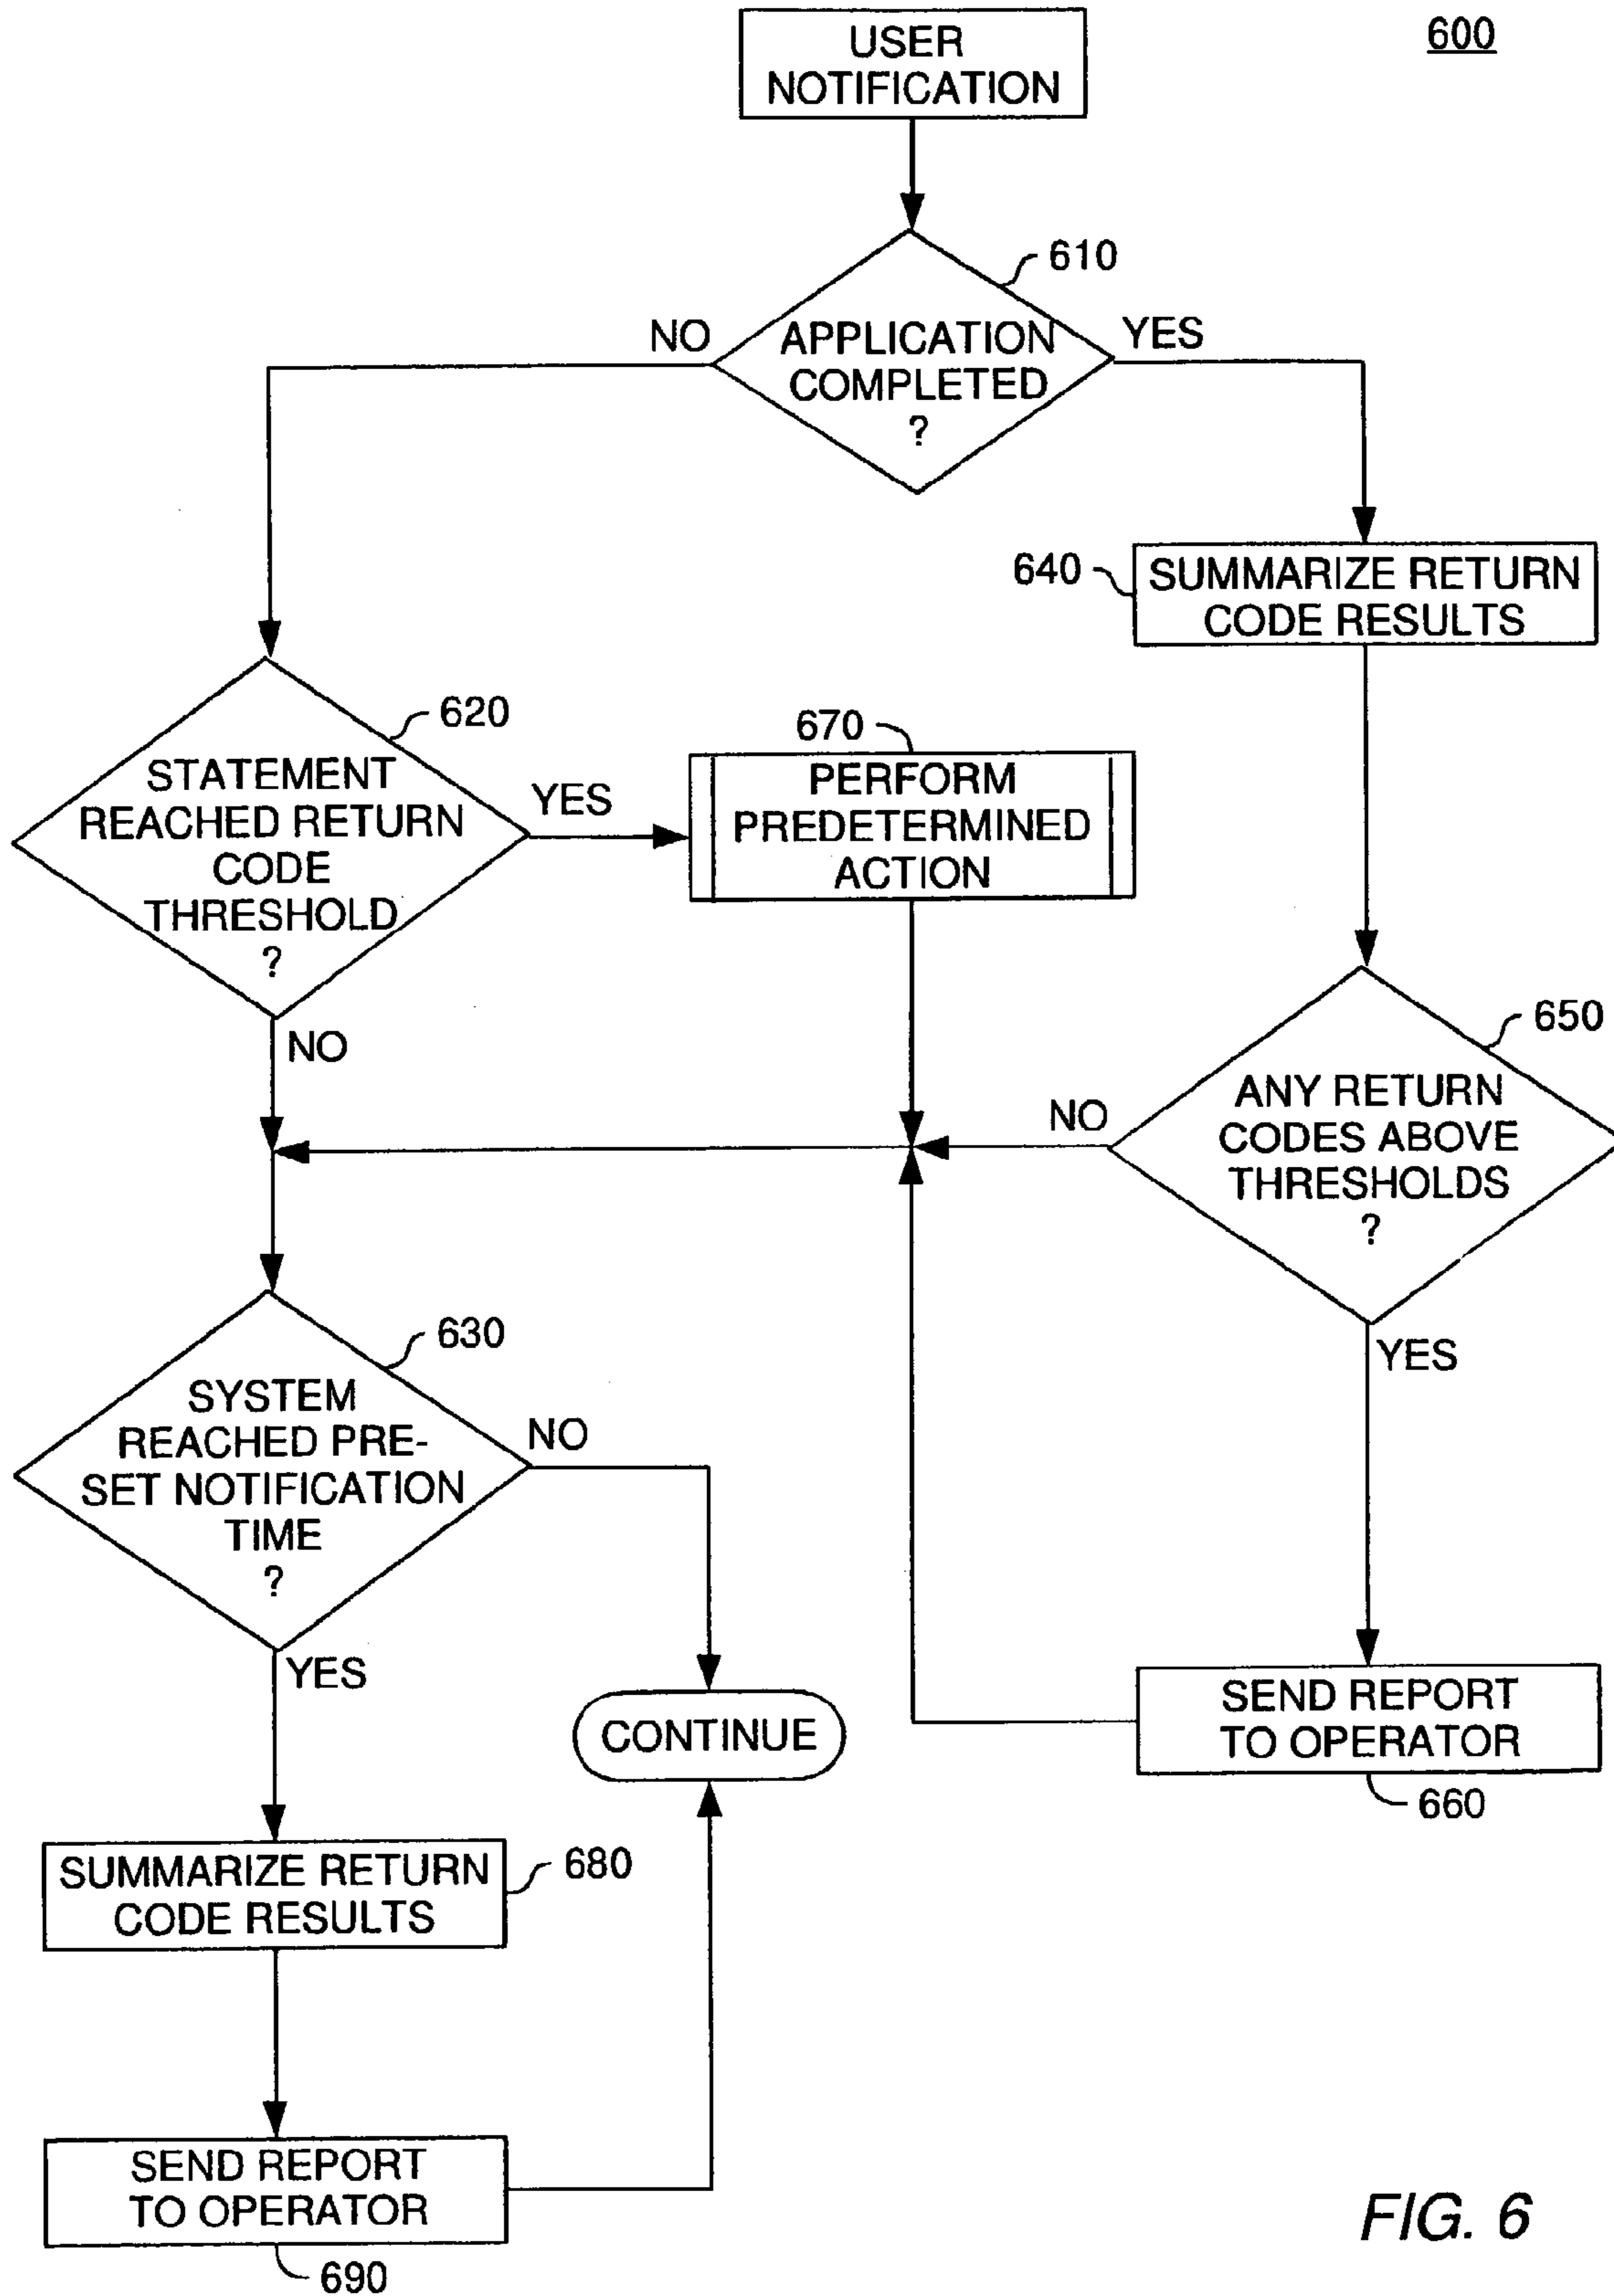 600
USER
NOTIFICATION
610
NO
YES
APPLICATION
COMPLETED
?
640
SUMMARIZE RETURN
CODE RESULTS
620
STATEMENT
REACHED RETURN
CODE
THRESHOLD
?
YES
670
PERFORM
PREDETERMINED
ACTION
NO
650
ANY RETURN
CODES ABOVE
THRESHOLDS
?
NO
YES
630
SYSTEM
REACHED PRE-
SET NOTIFICATION
TIME
?
NO
YES
CONTINUE
SEND REPORT
TO OPERATOR
660
SUMMARIZE RETURN
CODE RESULTS
680
SEND REPORT
TO OPERATOR
690
FIG. 6